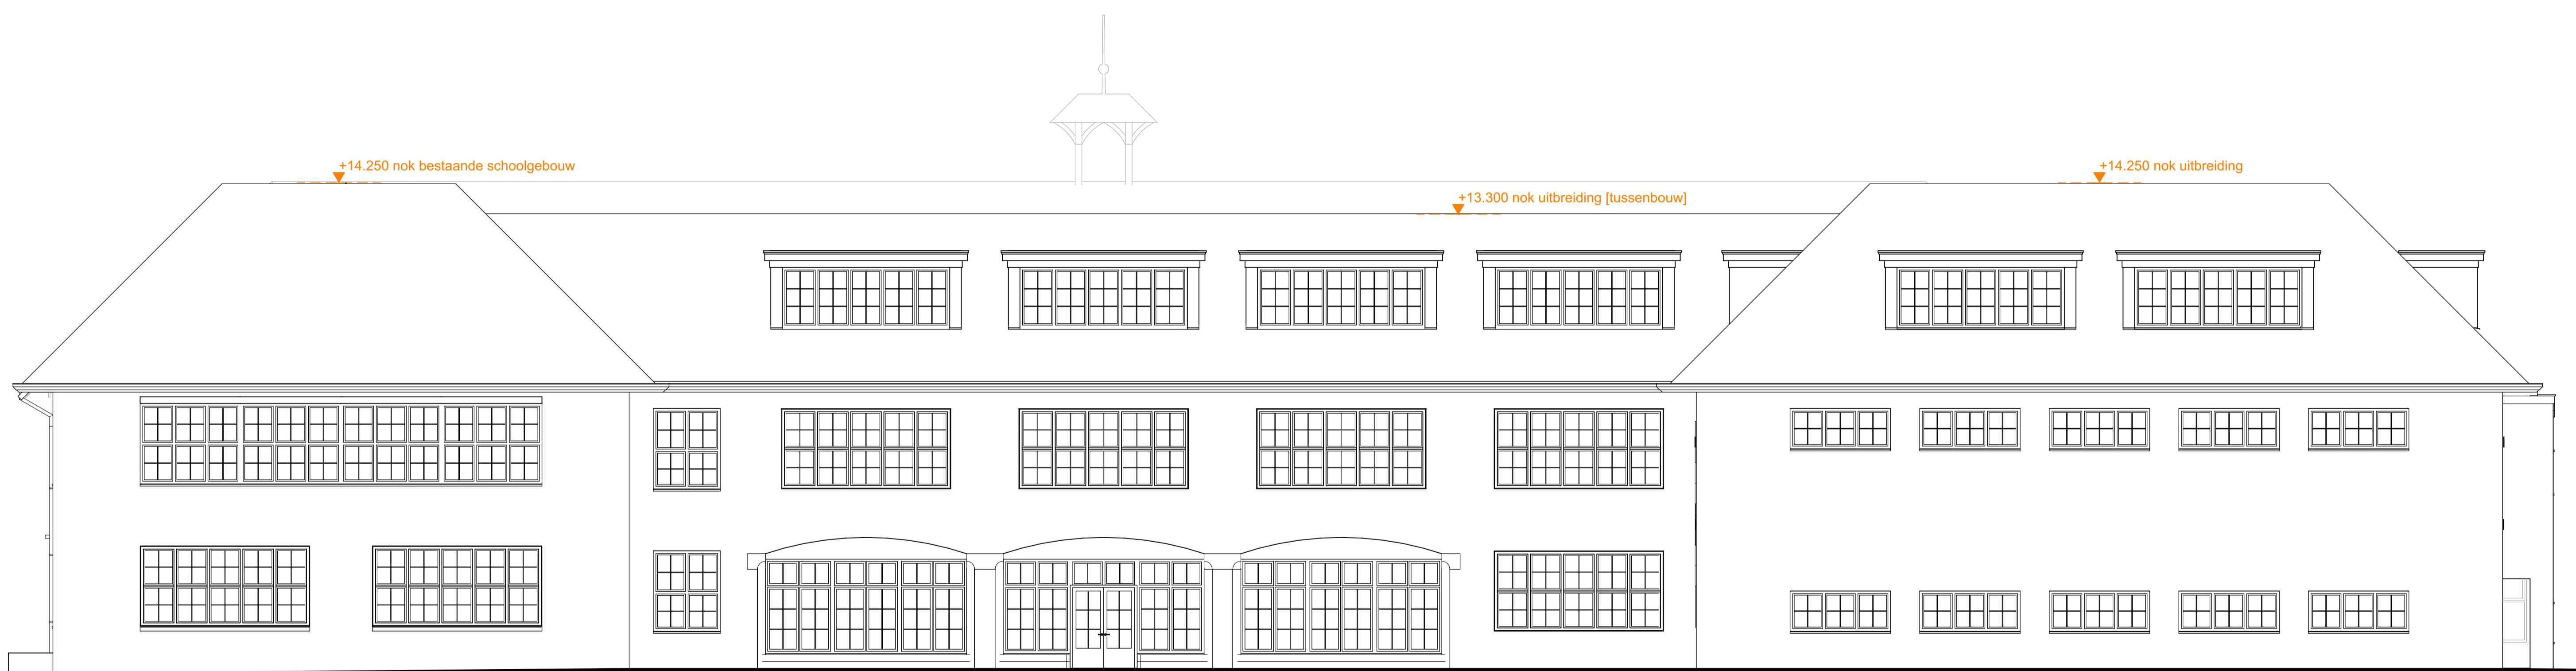 +14.250 nok bestaande schoolgebouw
+14.250 nok uitbreiding
+13.300 nok uitbreiding [tussenbouw]